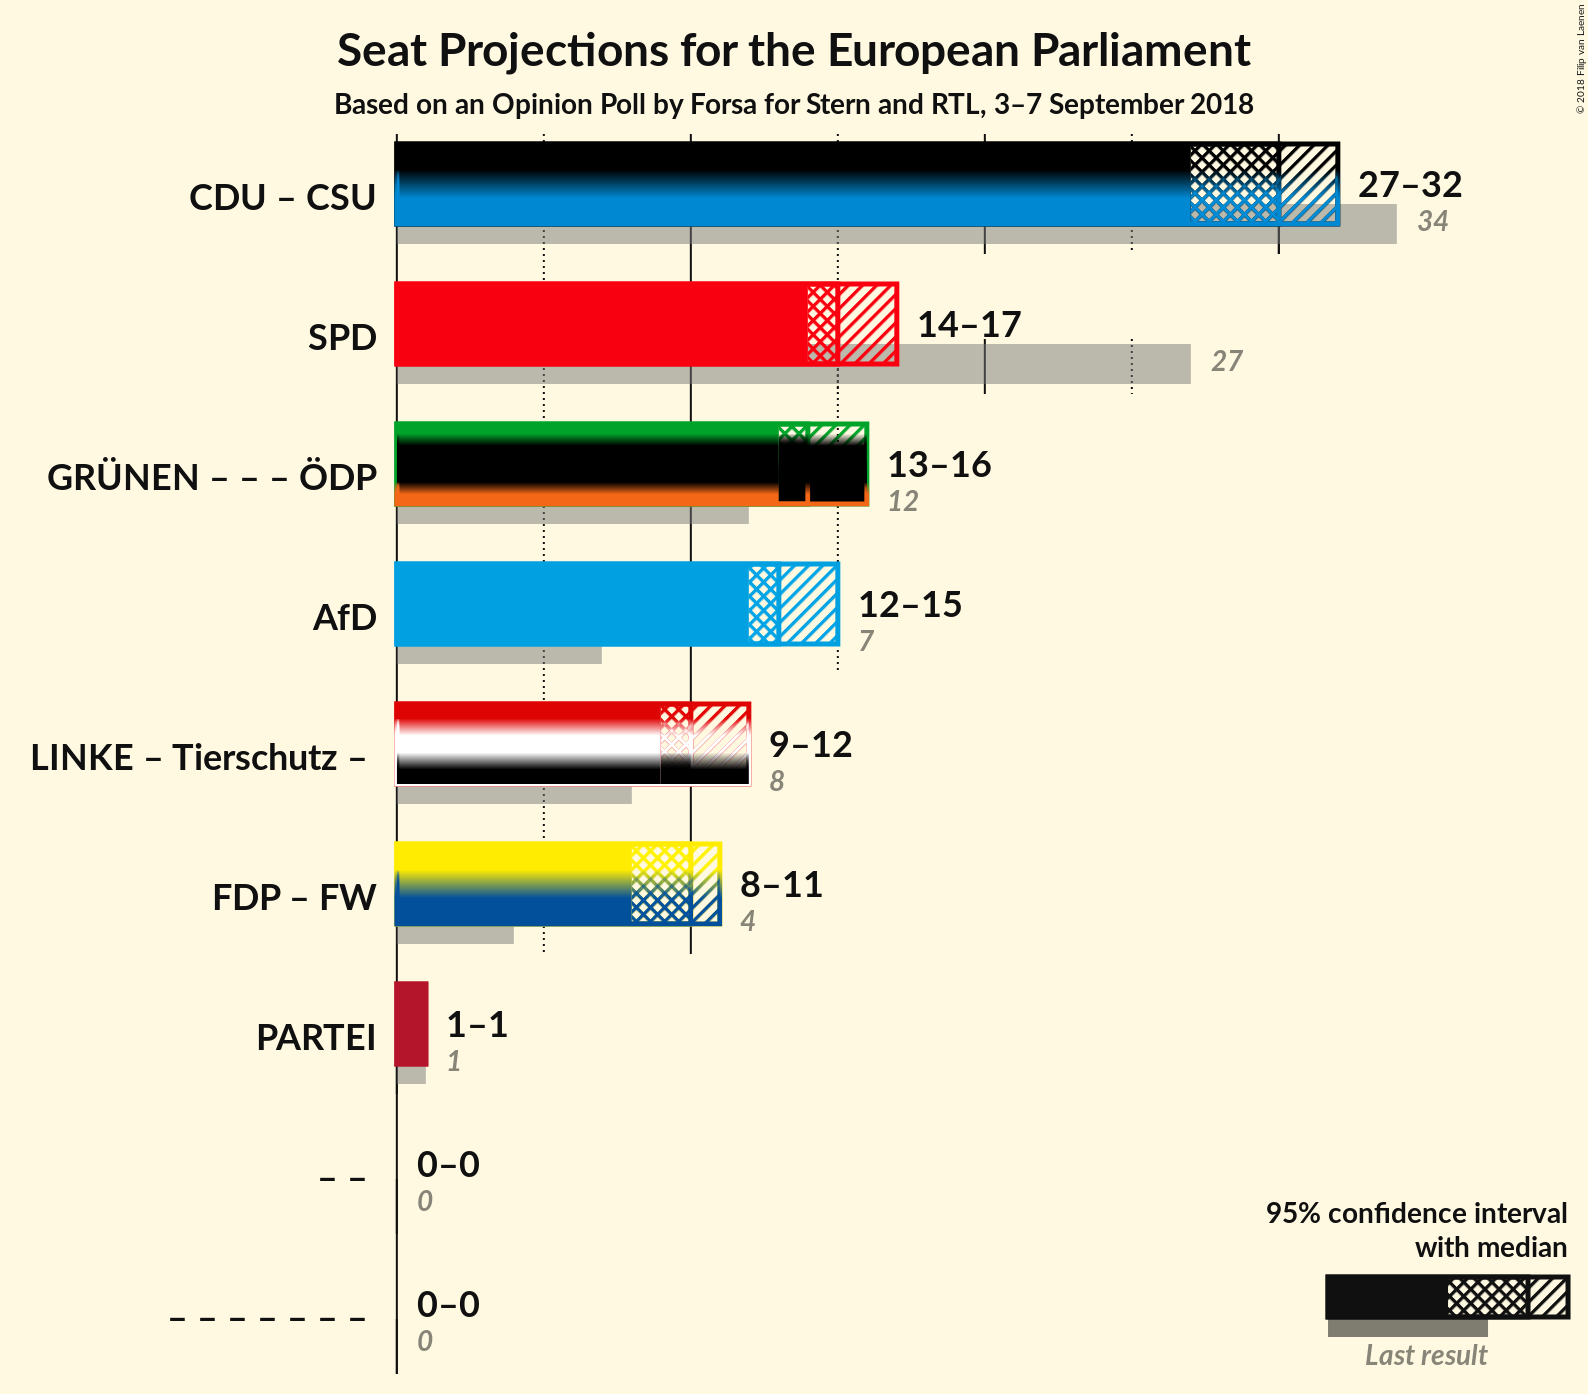 Seat Projections for the European Parliament
Based on an Opinion Poll by Forsa for Stern and RTL, 3–7 September 2018
© 2018 Filip van Laenen
CDU – CSU
27–32
34
SPD
14–17
27
GRÜNEN – – – ÖDP
13–16
12
AfD
12–15
7
LINKE – Tierschutz –
9–12
8
FDP – FW
8–11
4
PARTEI
1–1
1
– –
0–0
0
– – – – – – –
0–0
0
95% confidence interval
with median
Last result